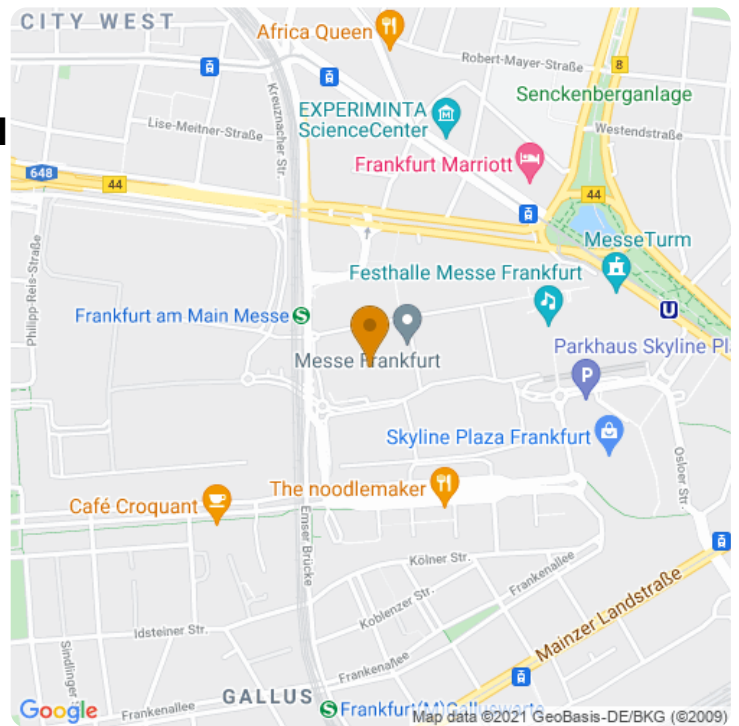 CITY WEST
Africa Queen
Robert-Mayer-Straße
8
Senckenberganlage
Kreuznacher Str.
EXPERIMINTA
ScienceCenter
Lise-Meitner-Straße
Westendstraße
Frankfurt Marriott
648
44
44
MesseTurm
Philipp-Reis-Straße
Festhalle Messe Frankfurt
Frankfurt am Main Messe
S
U
Messe Frankfurt
Parkhaus Skyline Pl
P
Skyline Plaza Frankfurt
Osloer Str.
The noodlemaker
Café Croquant
Emser Brücke
Kölner Str.
Frankenallee
Koblenzer Str.
Mainzer Landstraße
Idsteiner Str.
Sindlinger
Frankenallee
GALLUS
Frankenallee
S
Frankfurt(M)Galluswarte
Google
Map data ©2021 GeoBasis-DE/BKG (©2009)